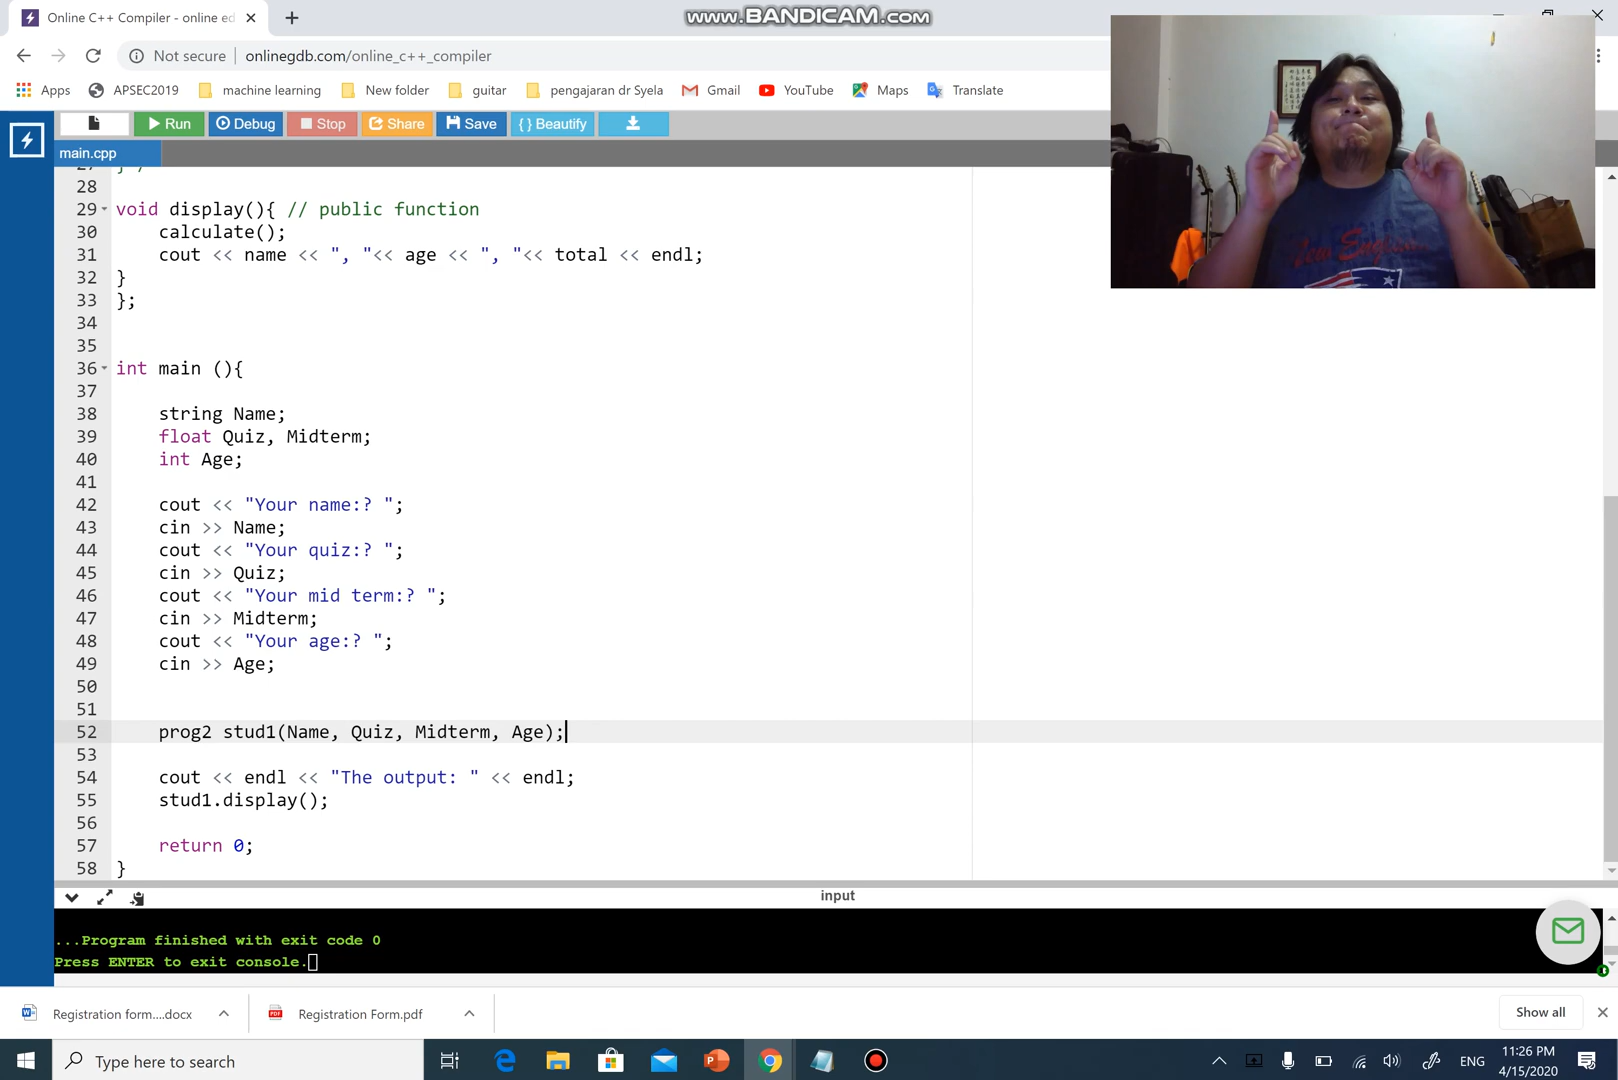 Online C++ Compiler - online ed
www.BANDICAM.com
Not secure
onlinegdb.com/online_c++_compiler
Apps
APSEC2019
machine learning
New folder
guitar
pengajaran dr Syela
Gmail
YouTube
Maps
Translate
Run
Debug
Stop
Share
Save
{ } Beautify
main.cpp
28
29 void display(){ // public function
30 calculate();
31 cout << name << ", "<< age << ", "<< total << endl;
32 }
33 };
34
35
36 int main (){
37
38 string Name;
39 float Quiz, Midterm;
40 int Age;
41
42 cout << "Your name:? ";
43 cin >> Name;
44 cout << "Your quiz:? ";
45 cin >> Quiz;
46 cout << "Your mid term:? ";
47 cin >> Midterm;
48 cout << "Your age:? ";
49 cin >> Age;
50
51
52 prog2 stud1(Name, Quiz, Midterm, Age);
53
54 cout << endl << "The output: " << endl;
55 stud1.display();
56
57 return 0;
58 }
input
...Program finished with exit code 0
Press ENTER to exit console.
Registration form....docx
Registration Form.pdf
Show all
Type here to search
ENG
11:26 PM
4/15/2020
New England